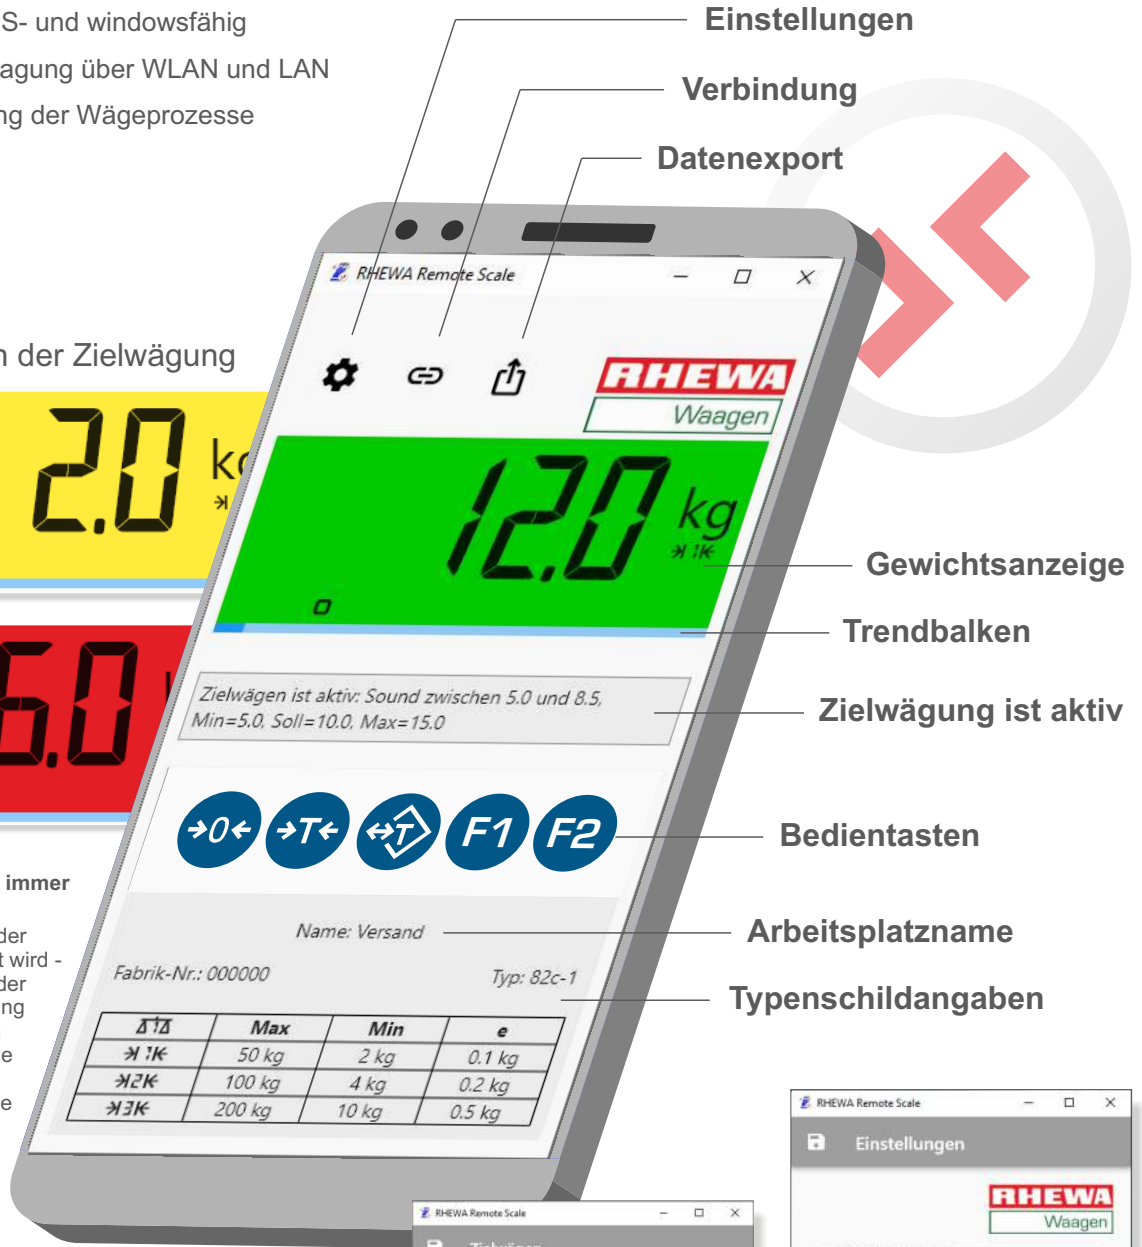 S- und windowsfähig
agung über WLAN und LAN
ng der Wägeprozesse
Einstellungen
Verbindung
Datenexport
RHEWA Remote Scale
n der Zielwägung
RHEWA
Waagen
2.0
12.0 kg
Gewichtsanzeige
Trendbalken
6.0
Zielwägen ist aktiv: Sound zwischen 5.0 und 8.5,
Min=5.0, Soll=10.0, Max=15.0
Zielwägung ist aktiv
→0← →T← ↔T F1 F2
Bedientasten
immer
der
t wird -
der
ng
e
e
Name: Versand
Arbeitsplatzname
Fabrik-Nr.: 000000 Typ: 82c-1
Typenschildangaben
Max Min e
1 50 kg 2 kg 0.1 kg
2 100 kg 4 kg 0.2 kg
3 200 kg 10 kg 0.5 kg
RHEWA Remote Scale
Einstellungen
RHEWA
Waagen
RHEWA Remote Scale